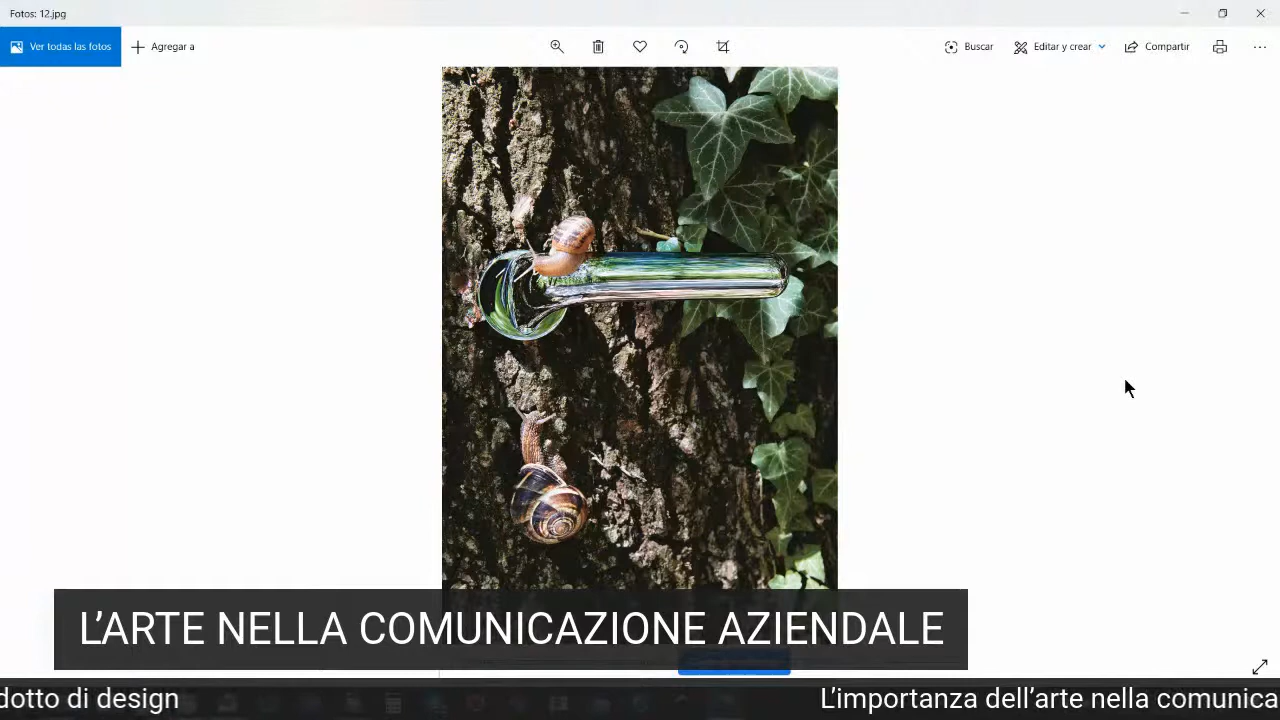 Fotos: 12.jpg
Ver todas las fotos
Agregar a
Buscar
Editar y crear
Compartir
L’ARTE NELLA COMUNICAZIONE AZIENDALE
dotto di design
L’importanza dell’arte nella comunica